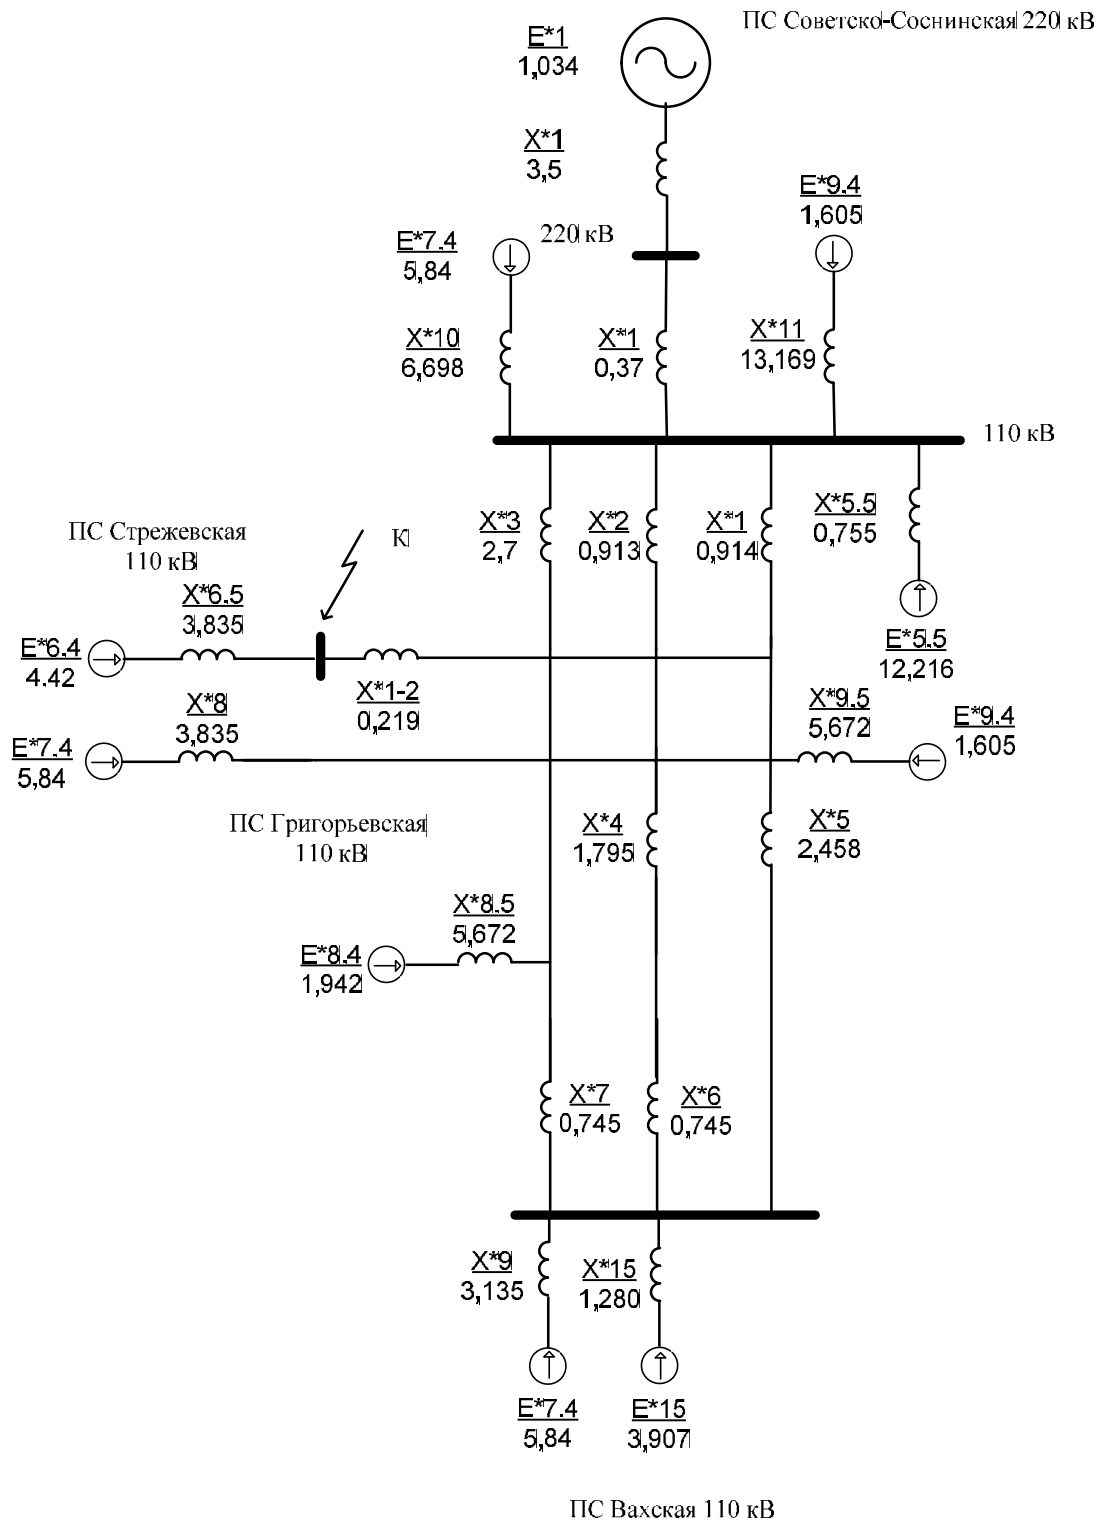 ПС Советско-Соснинская 220 кВ
E*1
1,034
X*1
3,5
E*9.4
1,605
E*7.4
5,84
220 кВ
X*10
6,698
X*1
0,37
X*11
13,169
110 кВ
ПС Стрежевская
110 кВ
К
X*3
2,7
X*2
0,913
X*1
0,914
X*5.5
0,755
X*6.5
3,835
E*6.4
4.42
X*1-2
0,219
E*5.5
12,216
X*8
3,835
E*7.4
5,84
X*9.5
5,672
E*9.4
1,605
ПС Григорьевская
110 кВ
X*4
1,795
X*5
2,458
X*8.5
5,672
E*8.4
1,942
X*7
0,745
X*6
0,745
X*9
3,135
X*15
1,280
E*7.4
5,84
E*15
3,907
ПС Вахская 110 кВ